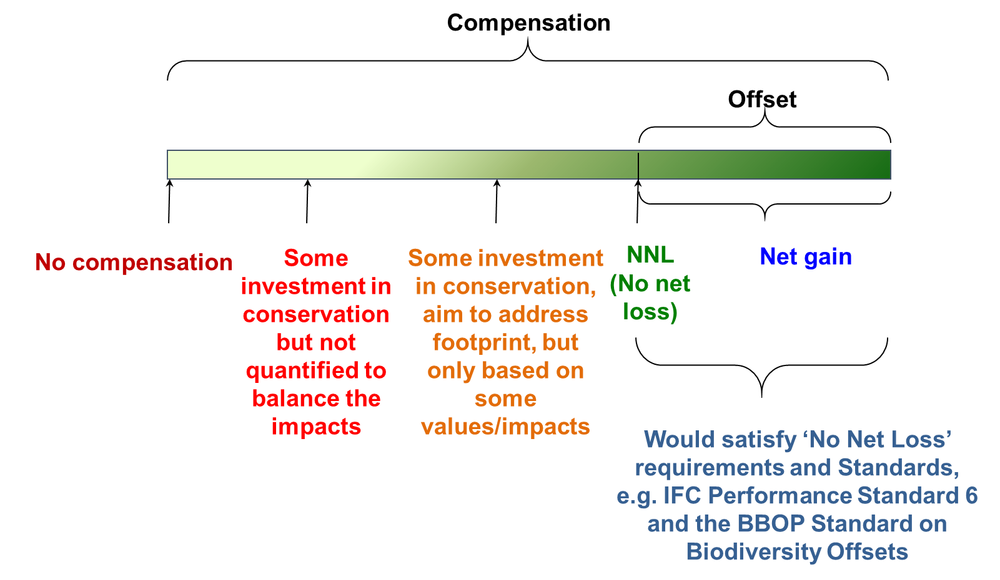 Compensation
Offset
No compensation
Some
investment in
conservation
but not
quantified to
balance the
impacts
Some investment
in conservation,
aim to address
footprint, but
only based on
some
values/impacts
NNL
(No net
loss)
Net gain
Would satisfy ‘No Net Loss’
requirements and Standards,
e.g. IFC Performance Standard 6
and the BBOP Standard on
Biodiversity Offsets